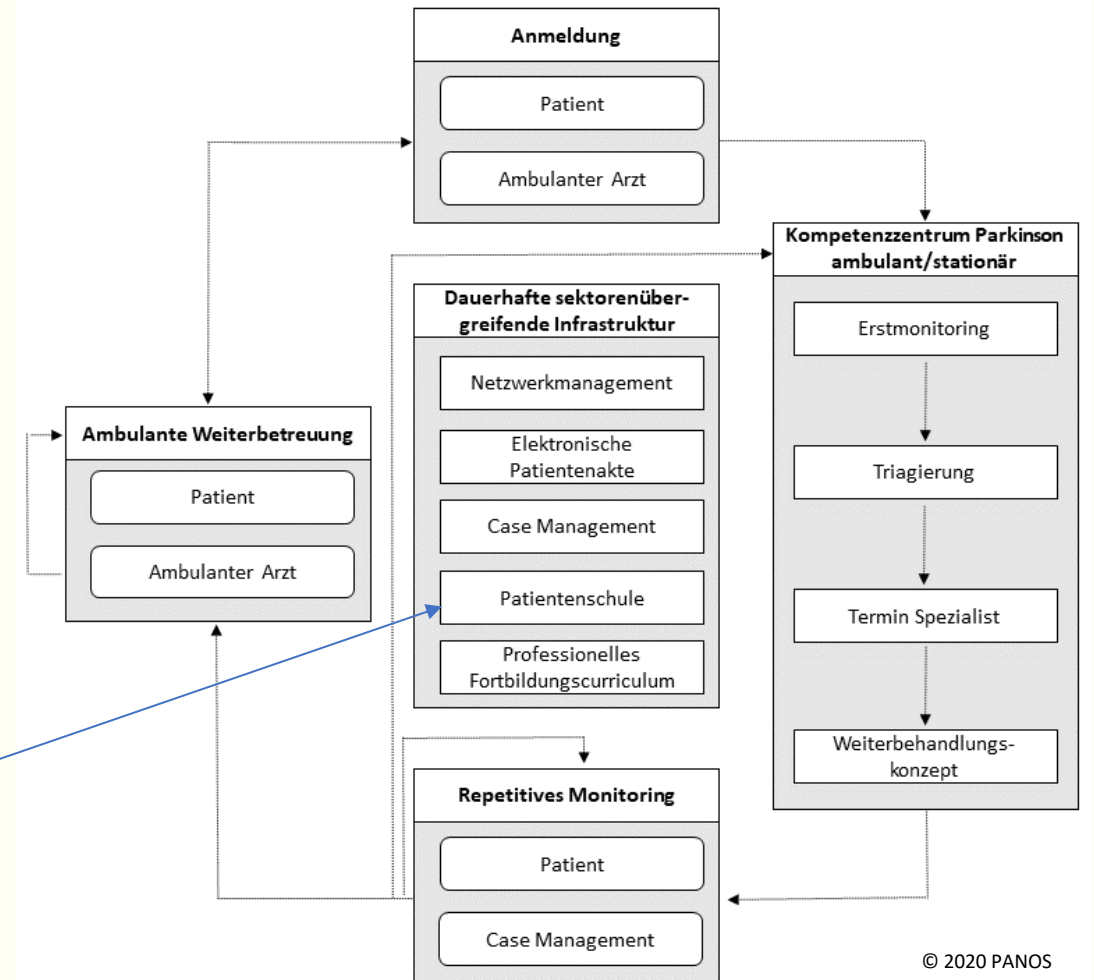 Anmeldung
Patient
Ambulanter Arzt
Kompetenzzentrum Parkinson
ambulant/stationär
Erstmonitoring
Triagierung
Termin Spezialist
Weiterbehandlungs-
konzept
Dauerhafte sektorenüber-
greifende Infrastruktur
Netzwerkmanagement
Elektronische
Patientenakte
Case Management
Patientenschule
Professionelles
Fortbildungscurriculum
Ambulante Weiterbetreuung
Patient
Ambulanter Arzt
Repetitives Monitoring
Patient
Case Management
© 2020 PANOS